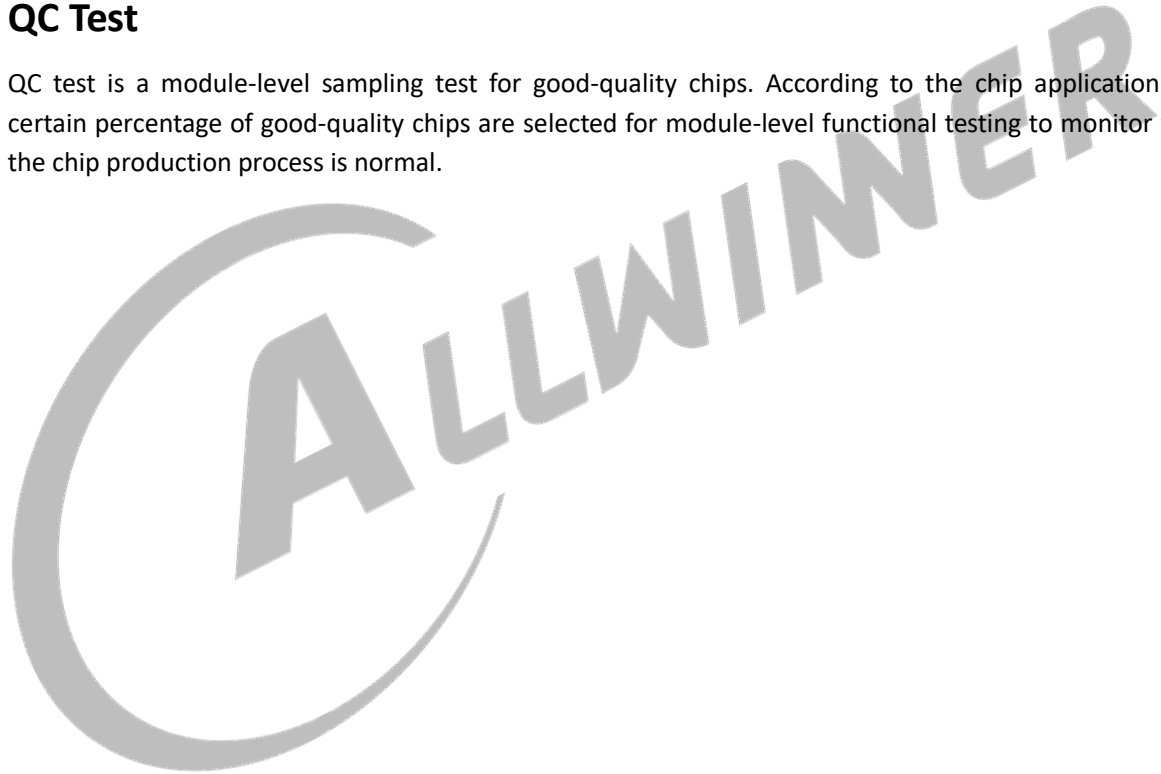 QC Test
QC test is a module-level sampling test for good-quality chips. According to the chip application
certain percentage of good-quality chips are selected for module-level functional testing to monitor
the chip production process is normal.
ALLWINNER